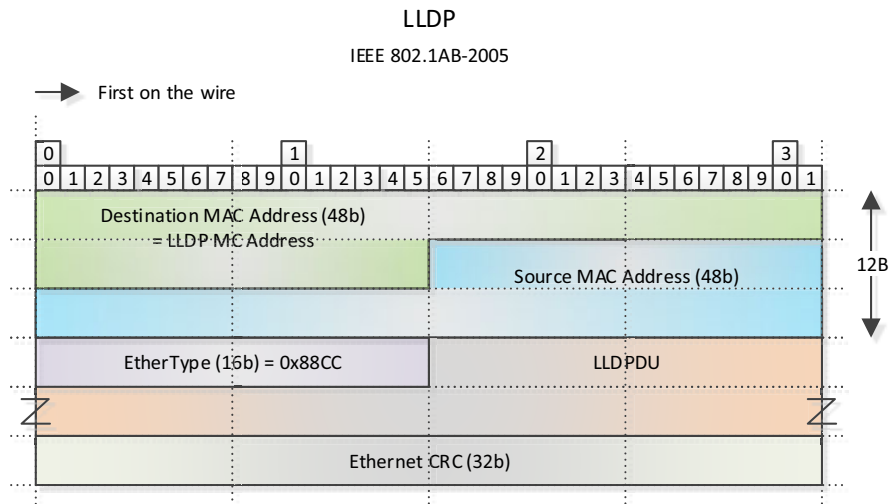 LLDP
IEEE 802.1AB-2005
First on the wire
0 1 2 3
0 1 2 3 4 5 6 7 8 9 0 1 2 3 4 5 6 7 8 9 0 1 2 3 4 5 6 7 8 9 0 1
Destination MAC Address (48b)
= LLDP MC Address
Source MAC Address (48b)
12B
EtherType (16b) = 0x88CC LLDPDU
Ethernet CRC (32b)